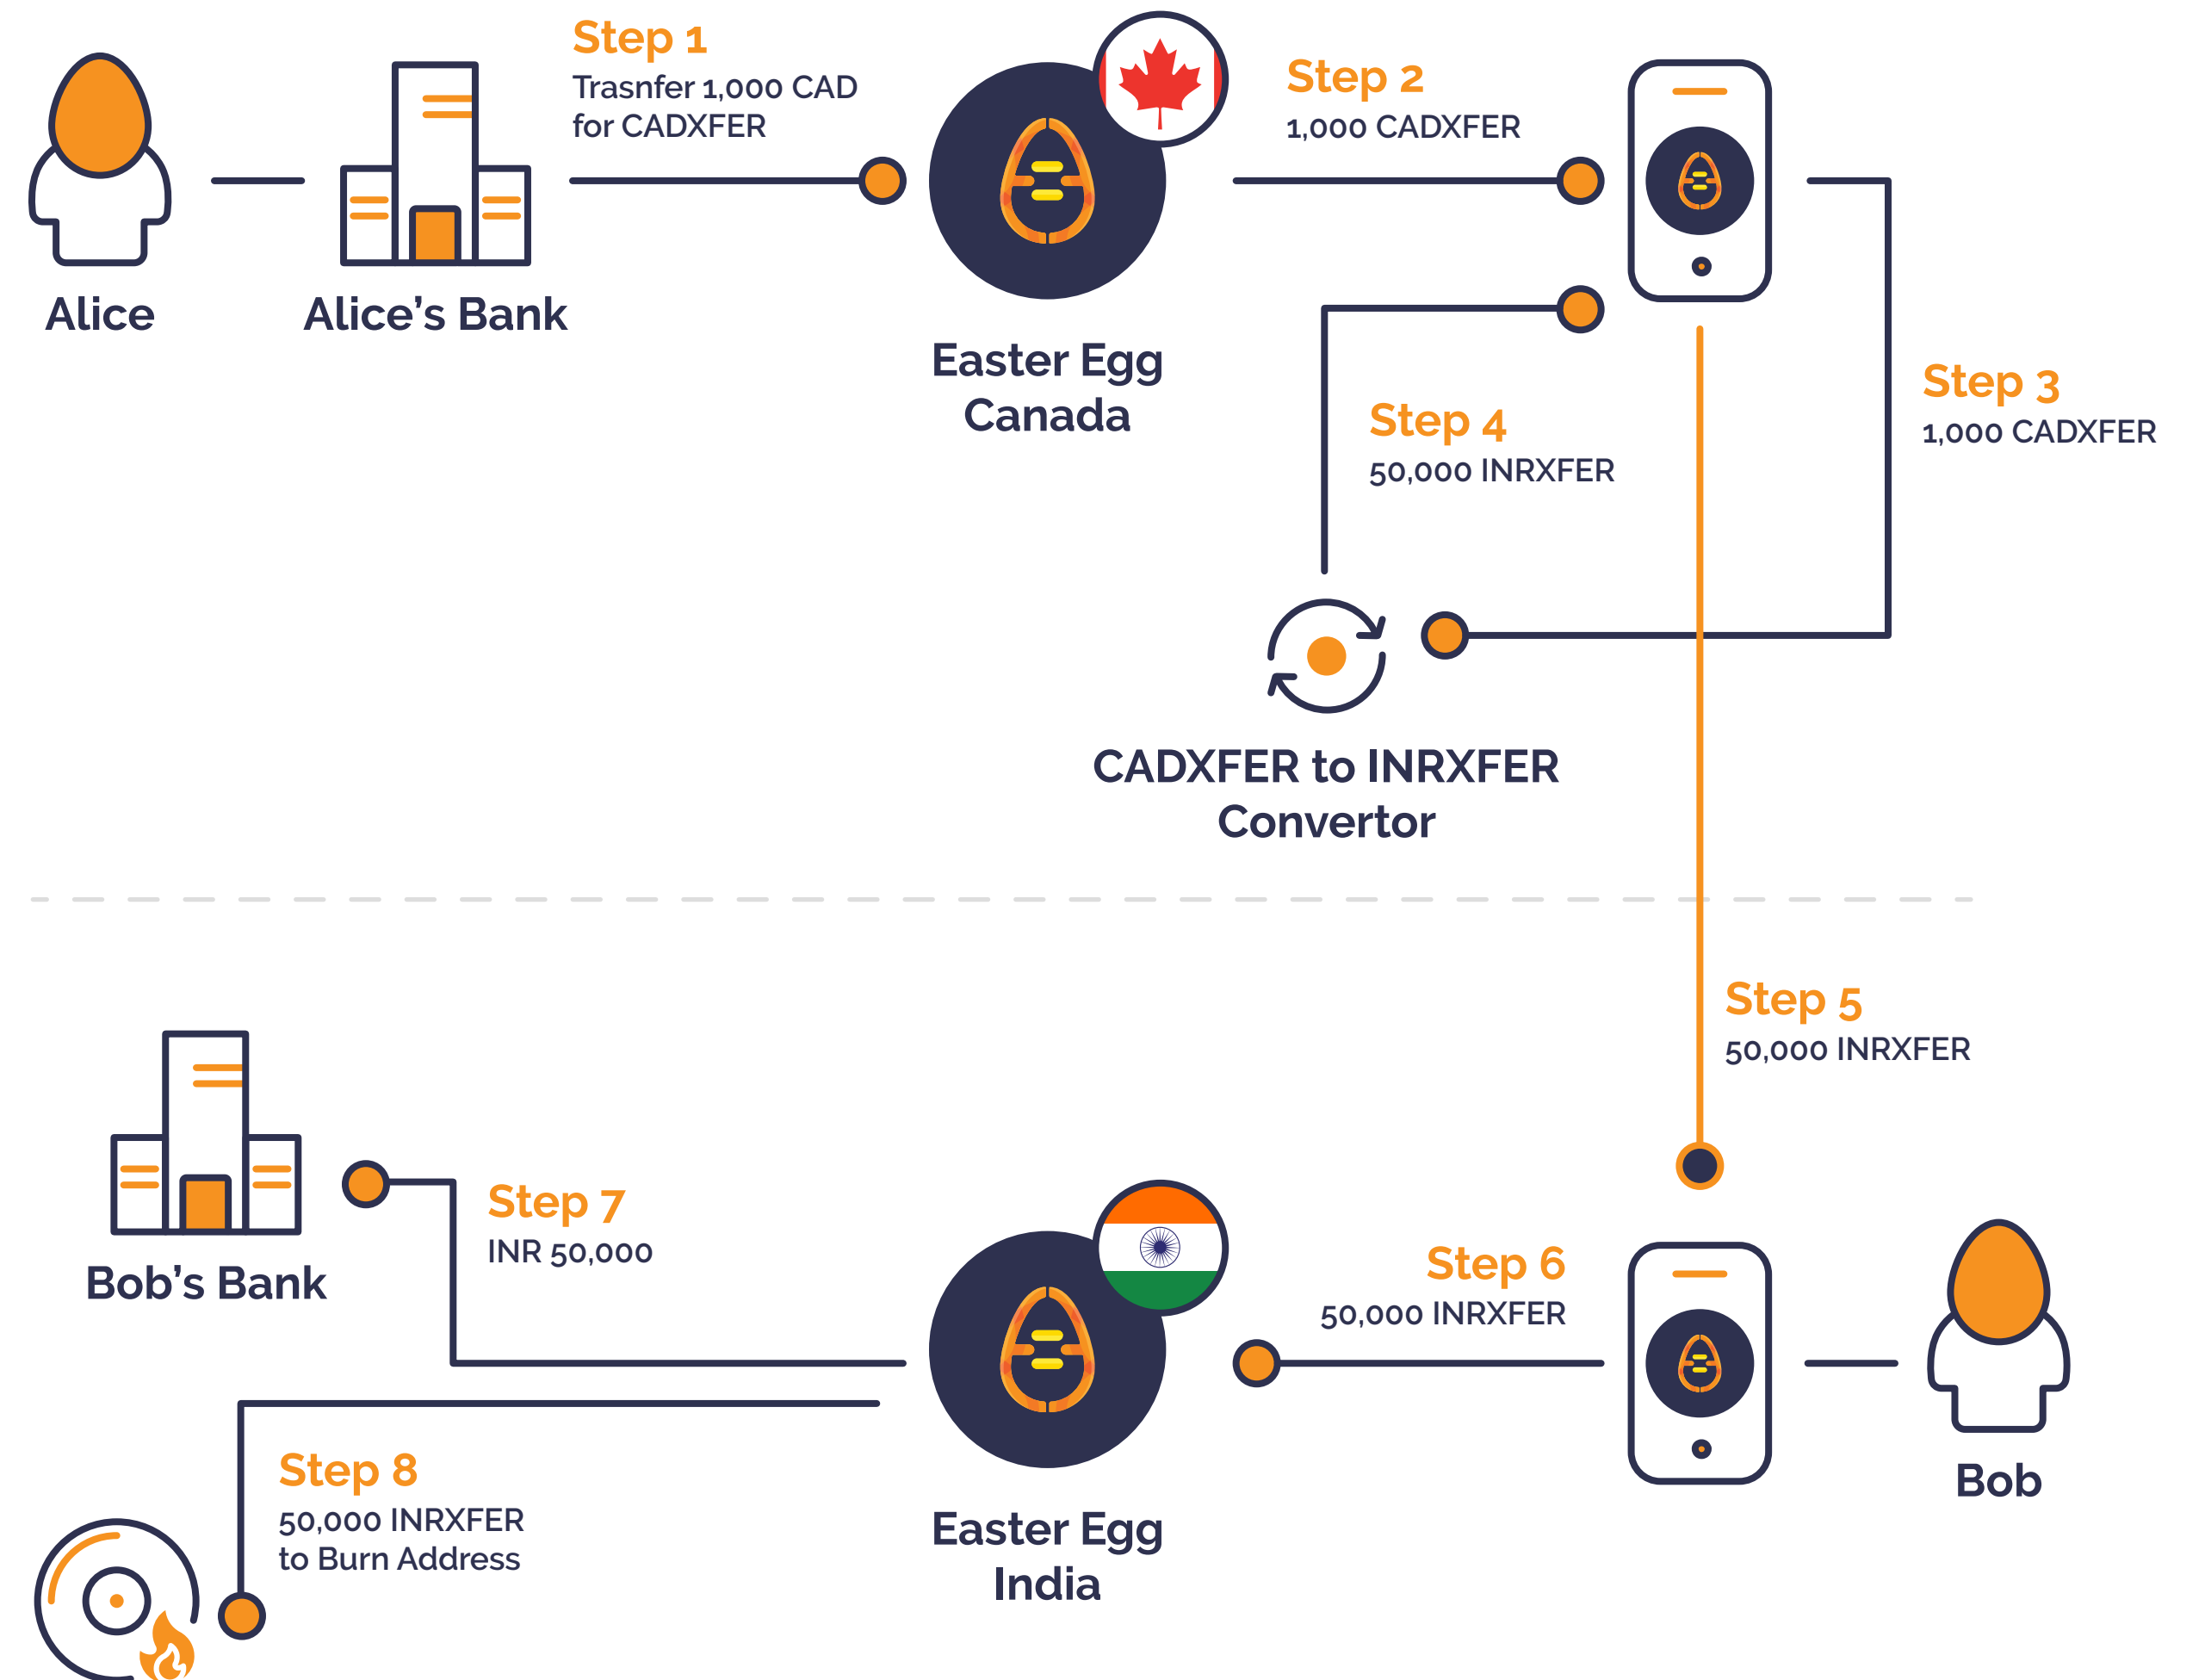 Step 1
Trasnfer 1,000 CAD
for CADXFER
Step 2
1,000 CADXFER
Alice
Alice's Bank
Easter Egg
Canada
Step 3
1,000 CADXFER
Step 4
50,000 INRXFER
CADXFER to INRXFER
Convertor
Step 5
50,000 INRXFER
Step 6
50,000 INRXFER
Step 7
INR 50,000
Bob's Bank
Step 8
50,000 INRXFER
to Burn Address
Easter Egg
India
Bob